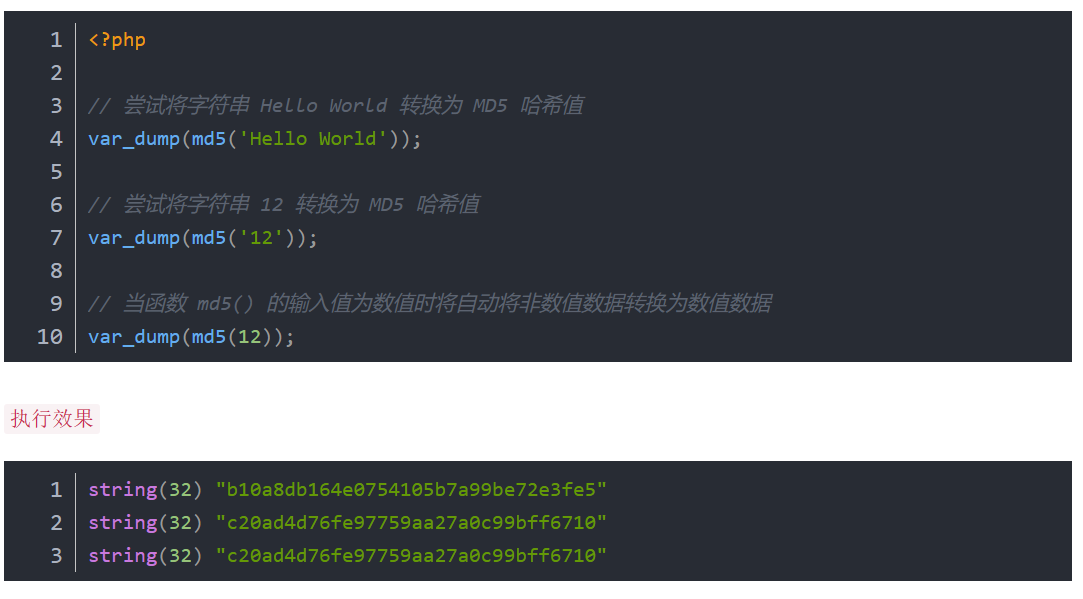 1 <?php
2
3 // 尝试将字符串 Hello World 转换为 MD5 哈希值
4 var_dump(md5('Hello World'));
5
6 // 尝试将字符串 12 转换为 MD5 哈希值
7 var_dump(md5('12'));
8
9 // 当函数 md5() 的输入值为数值时将自动将非数值数据转换为数值数据
10 var_dump(md5(12));
执行效果
1 string(32) "b10a8db164e0754105b7a99be72e3fe5"
2 string(32) "c20ad4d76fe97759aa27a0c99bff6710"
3 string(32) "c20ad4d76fe97759aa27a0c99bff6710"